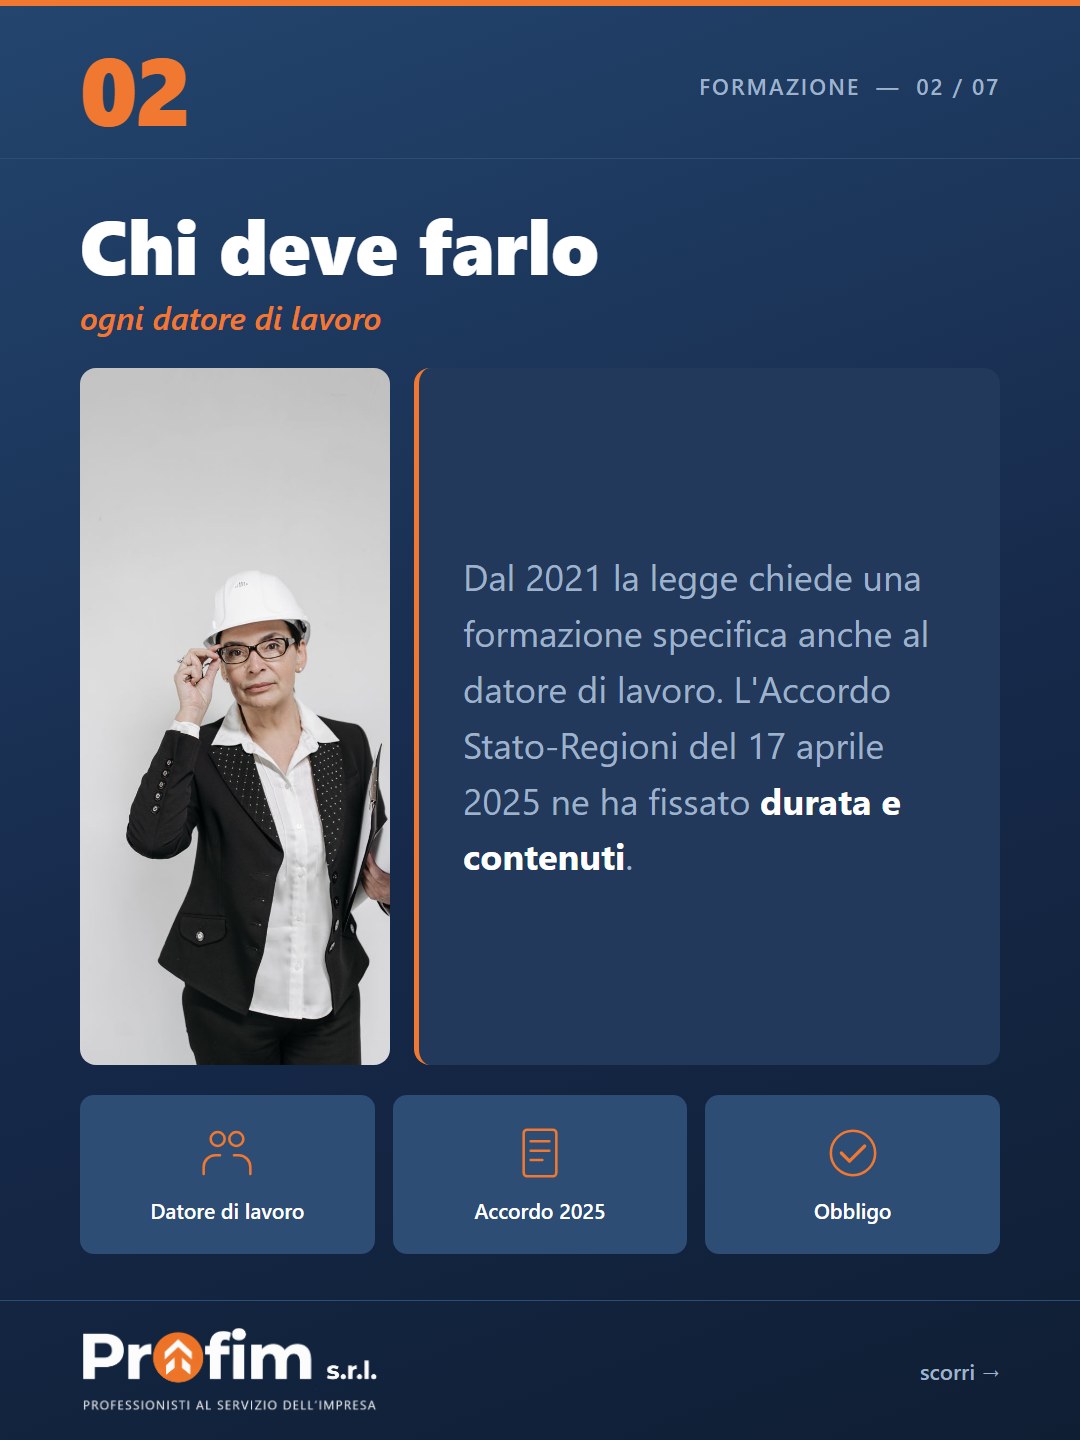 02
FORMAZIONE — 02 / 07
Chi deve farlo
ogni datore di lavoro
Dal 2021 la legge chiede una
formazione specifica anche al
datore di lavoro. L'Accordo
Stato-Regioni del 17 aprile
2025 ne ha fissato durata e
contenuti.
Datore di lavoro
Accordo 2025
Obbligo
Profim s.r.l.
PROFESSIONISTI AL SERVIZIO DELL'IMPRESA
scorri →